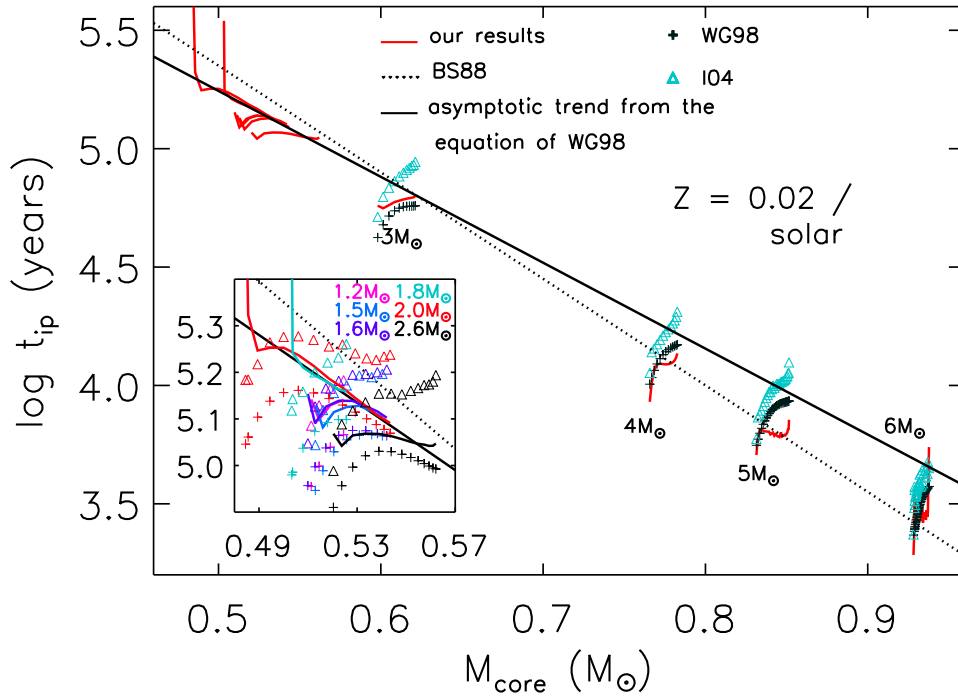 5.5
5.0
4.5
4.0
3.5
log t_ip (years)
our results
BS88
asymptotic trend from the
equation of WG98
WG98
I04
Z = 0.02 /
solar
3M⊙
4M⊙
5M⊙
6M⊙
1.2M⊙ 1.8M⊙
1.5M⊙ 2.0M⊙
1.6M⊙ 2.6M⊙
5.3
5.2
5.1
5.0
0.49 0.53 0.57
0.5 0.6 0.7 0.8 0.9
M_core (M⊙)